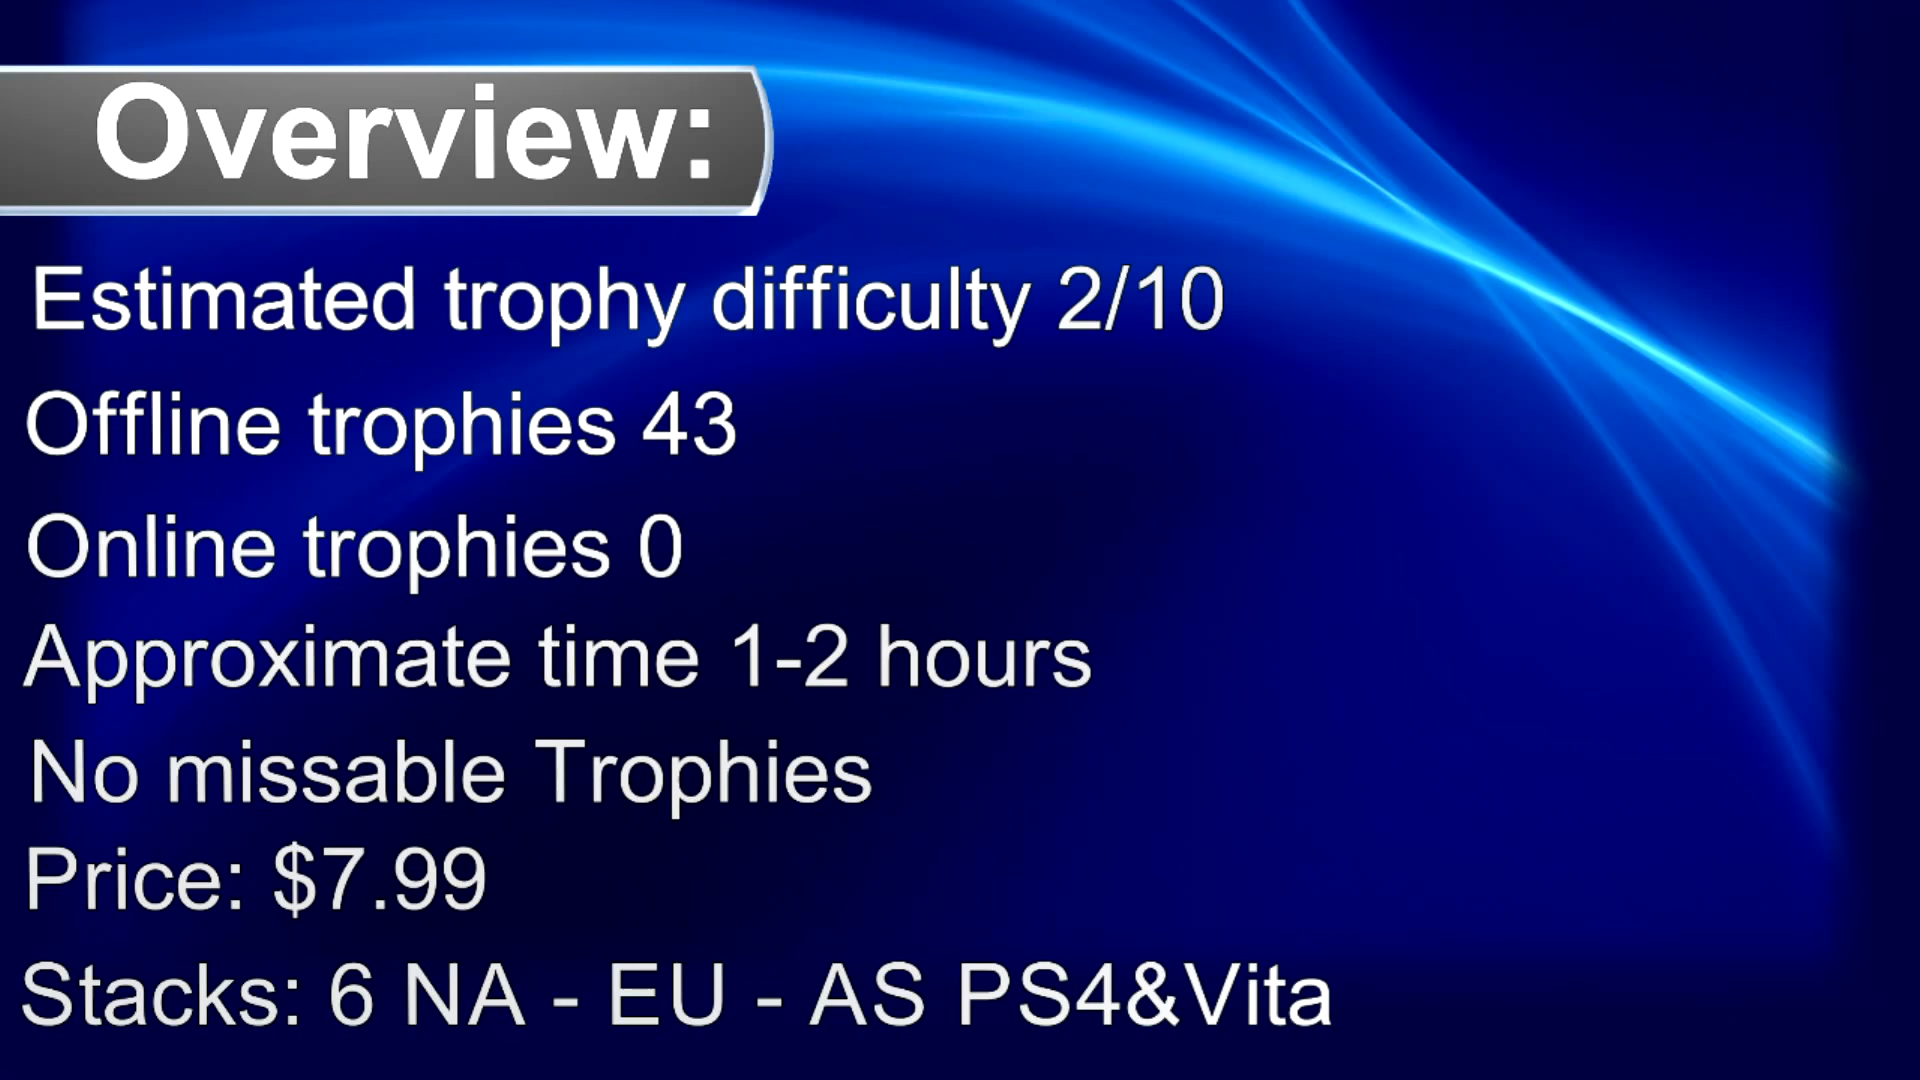 Overview:
Estimated trophy difficulty 2/10
Offline trophies 43
Online trophies 0
Approximate time 1-2 hours
No missable Trophies
Price: $7.99
Stacks: 6 NA - EU - AS PS4&Vita